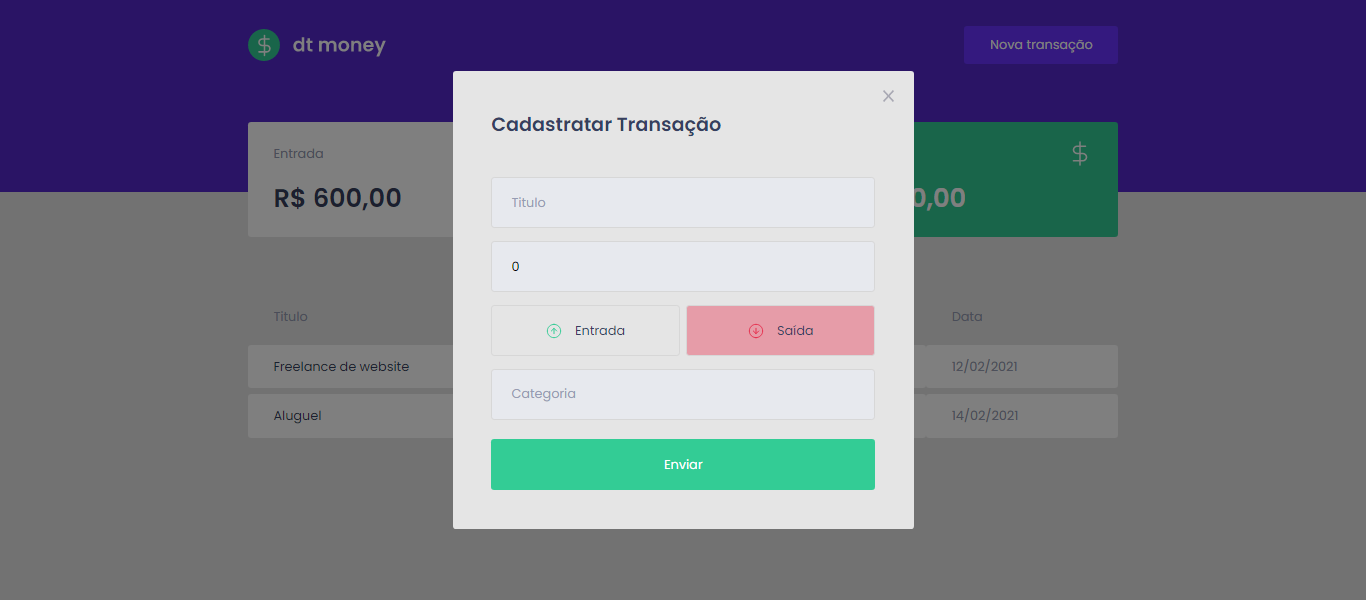 $ dt money
Nova transação
Cadastratar Transação
Entrada
$
R$ 600,00
0,00
Título
0
Entrada
Saída
Categoria
Enviar
Título
Data
Freelance de website
12/02/2021
Aluguel
14/02/2021